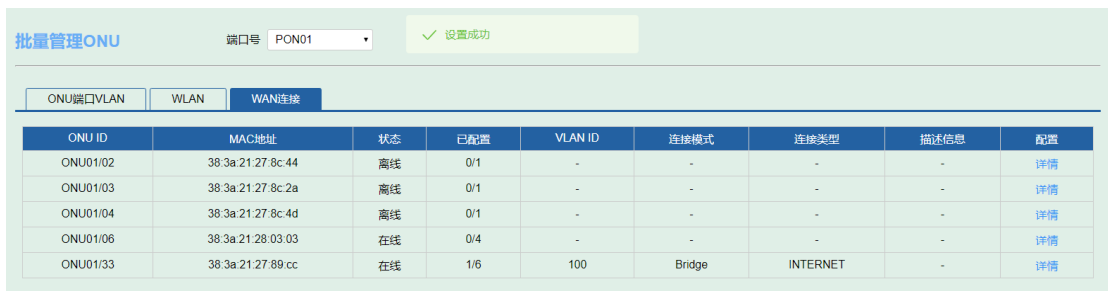 批量管理ONU 端口号 PON01 设置成功
ONU端口VLAN WLAN WAN连接
ONU ID MAC地址 状态 已配置 VLAN ID 连接模式 连接类型 描述信息 配置
ONU01/02 38:3a:21:27:8c:44 离线 0/1 - - - - 详情
ONU01/03 38:3a:21:27:8c:2a 离线 0/1 - - - - 详情
ONU01/04 38:3a:21:27:8c:4d 离线 0/1 - - - - 详情
ONU01/06 38:3a:21:28:03:03 在线 0/4 - - - - 详情
ONU01/33 38:3a:21:27:89:cc 在线 1/6 100 Bridge INTERNET - 详情